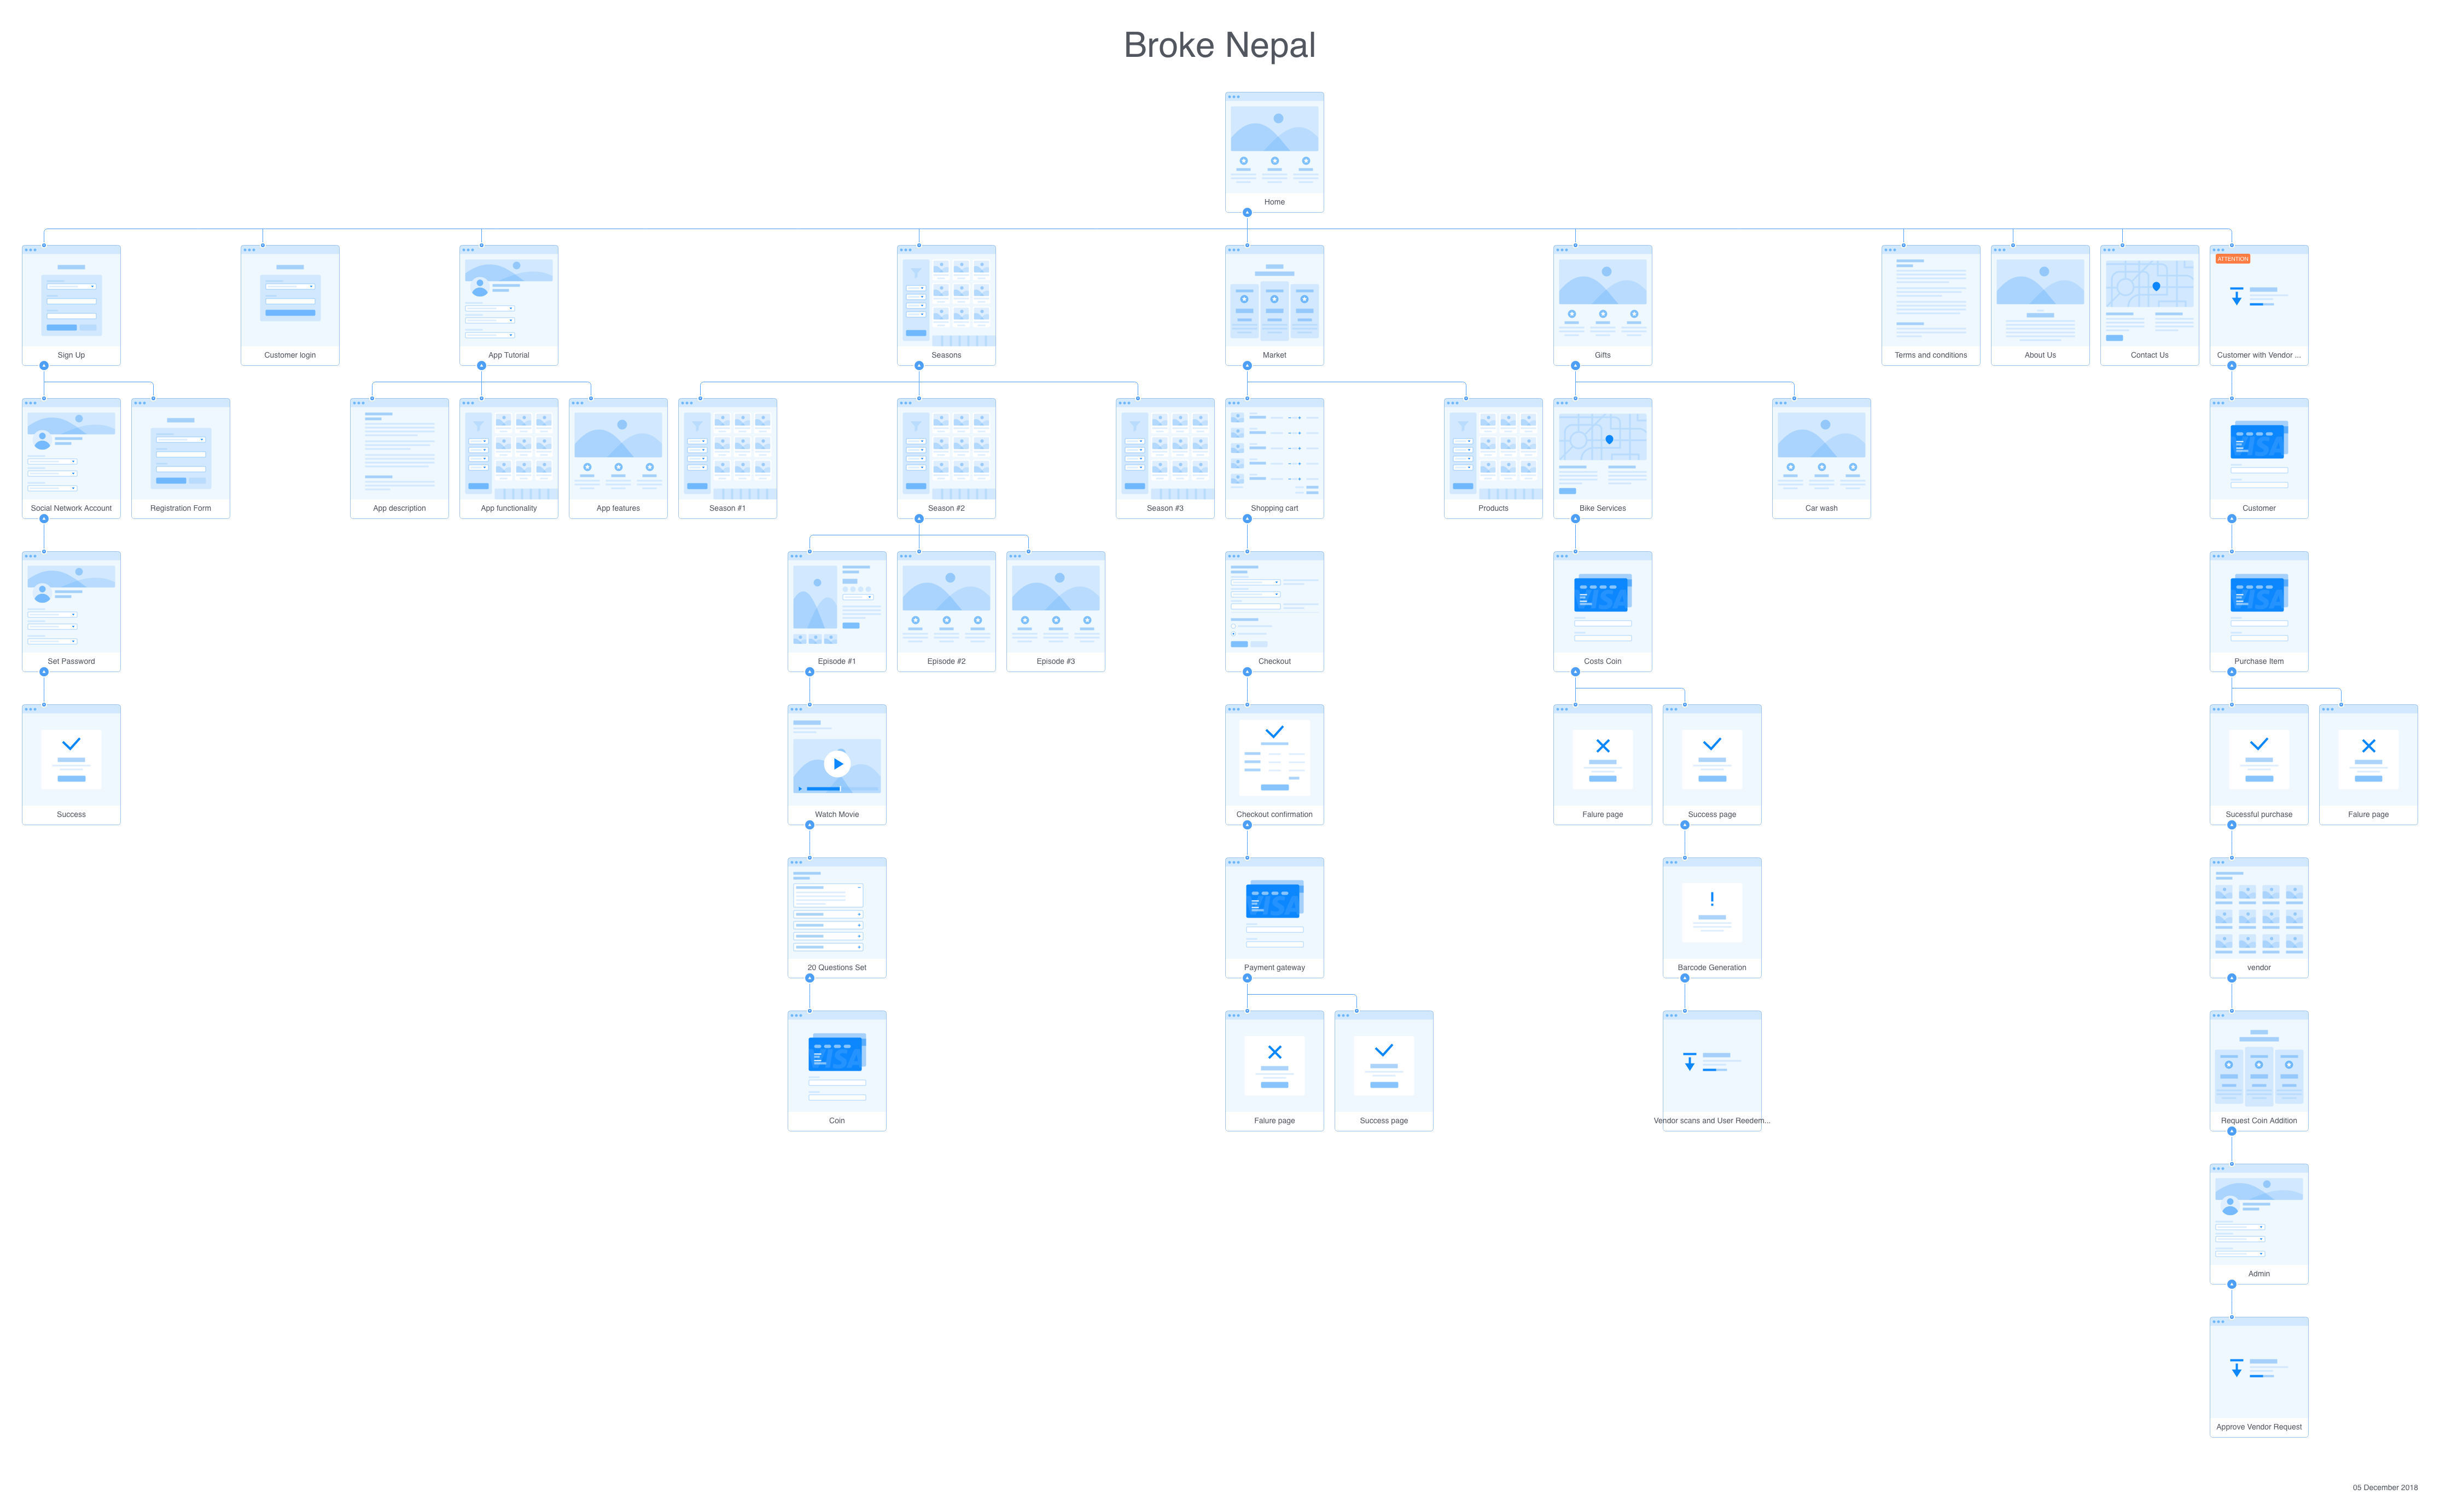 Broke Nepal
Home
ATTENTION
Sign Up
Customer login
App Tutorial
Seasons
Market
Gifts
Terms and conditions
About Us
Contact Us
Customer with Vendor ...
VISA
Social Network Account
Registration Form
App description
App functionality
App features
Season #1
Season #2
Season #3
Shopping cart
Products
Bike Services
Car wash
Customer
VISA
VISA
Set Password
Episode #1
Episode #2
Episode #3
Checkout
Costs Coin
Purchase Item
Success
Watch Movie
Checkout confirmation
Falure page
Success page
Sucessful purchase
Falure page
VISA
20 Questions Set
Payment gateway
Barcode Generation
vendor
VISA
Coin
Falure page
Success page
Vendor scans and User Reedem...
Request Coin Addition
Admin
Approve Vendor Request
05 December 2018